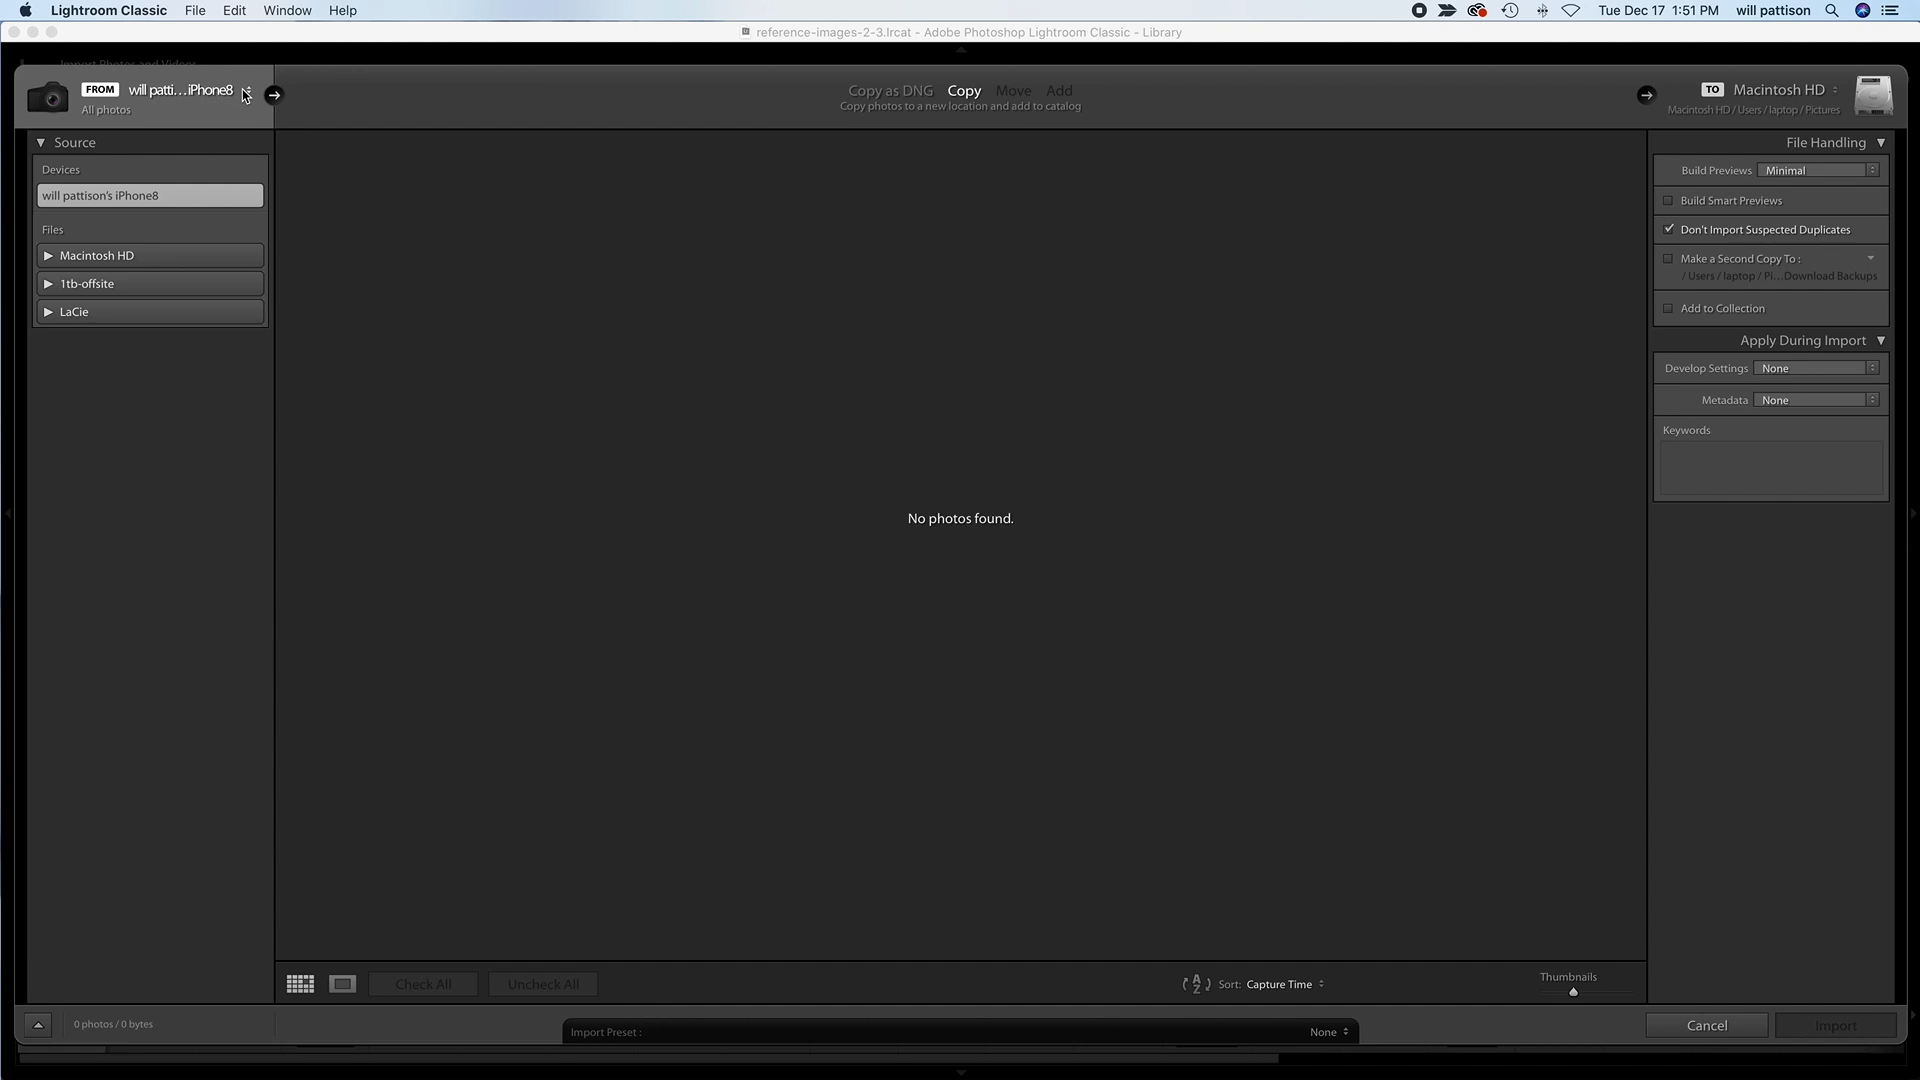 Lightroom Classic File Edit Window Help Tue Dec 17 1:51 PM will pattison
reference-images-2-3.lrcat - Adobe Photoshop Lightroom Classic - Library
Import Photos and Videos
FROM will patti...iPhone8
All photos
Copy as DNG Copy Move Add
Copy photos to a new location and add to catalog
TO Macintosh HD
Macintosh HD / Users / laptop / Pictures
Source
Devices
will pattison's iPhone8
Files
Macintosh HD
1tb-offsite
LaCie
No photos found.
File Handling
Build Previews Minimal
Build Smart Previews
Don't Import Suspected Duplicates
Make a Second Copy To :
/ Users / laptop / Pi...Download Backups
Add to Collection
Apply During Import
Develop Settings None
Metadata None
Keywords
Check All Uncheck All Sort: Capture Time Thumbnails
0 photos / 0 bytes
Import Preset : None
Cancel Import